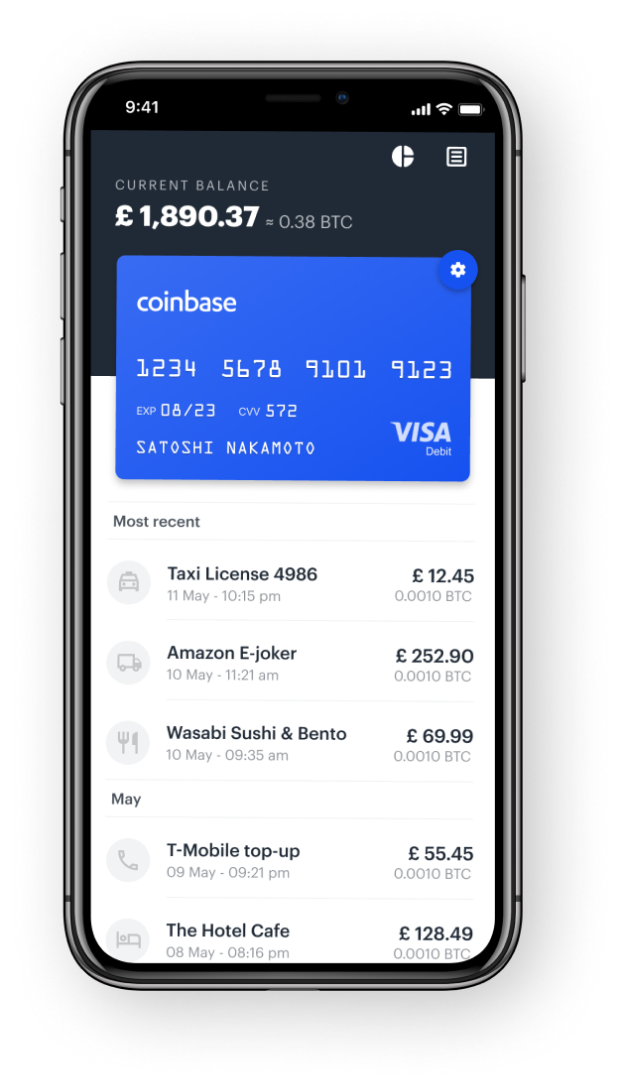 9:41
CURRENT BALANCE
£ 1,890.37 ≈ 0.38 BTC
coinbase
1234 5678 9101 9123
EXP 08/23 CVV 572
SATOSHI NAKAMOTO
VISA
Debit
Most recent
Taxi License 4986 £ 12.45
11 May - 10:15 pm 0.0010 BTC
Amazon E-joker £ 252.90
10 May - 11:21 am 0.0010 BTC
Wasabi Sushi & Bento £ 69.99
10 May - 09:35 am 0.0010 BTC
May
T-Mobile top-up £ 55.45
09 May - 09:21 pm 0.0010 BTC
The Hotel Cafe £ 128.49
08 May - 08:16 pm 0.0010 BTC